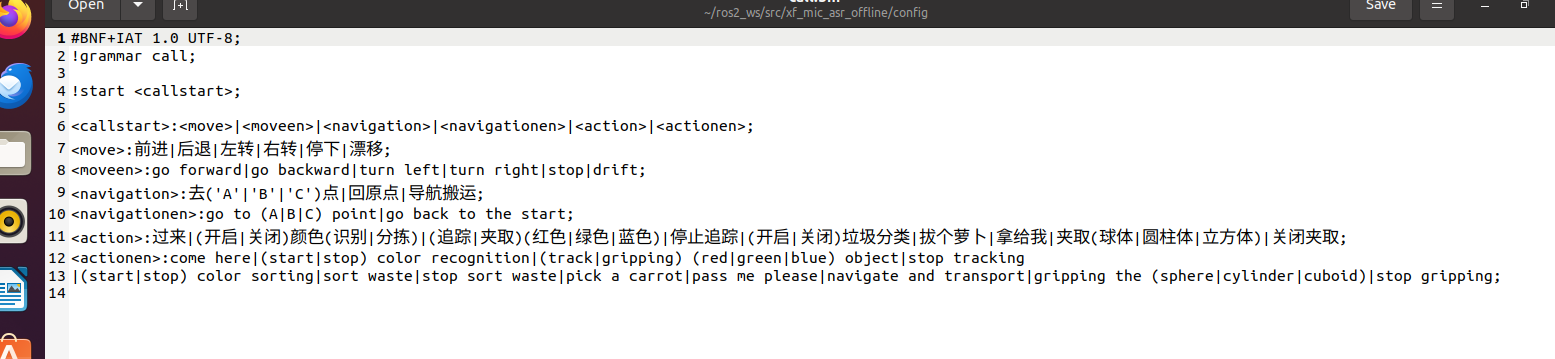 Open
~/ros2_ws/src/xf_mic_asr_offline/config
Save
1 #BNF+IAT 1.0 UTF-8;
2 !grammar call;
3
4 !start <callstart>;
5
6 <callstart>:<move>|<moveen>|<navigation>|<navigationen>|<action>|<actionen>;
7 <move>:前进|后退|左转|右转|停下|漂移;
8 <moveen>:go forward|go backward|turn left|turn right|stop|drift;
9 <navigation>:去('A'|'B'|'C')点|回原点|导航搬运;
10 <navigationen>:go to (A|B|C) point|go back to the start;
11 <action>:过来|(开启|关闭)颜色(识别|分拣)|(追踪|夹取)(红色|绿色|蓝色)|停止追踪|(开启|关闭)垃圾分类|拔个萝卜|拿给我|夹取(球体|圆柱体|立方体)|关闭夹取;
12 <actionen>:come here|(start|stop) color recognition|(track|gripping) (red|green|blue) object|stop tracking
13 |(start|stop) color sorting|sort waste|stop sort waste|pick a carrot|pass me please|navigate and transport|gripping the (sphere|cylinder|cuboid)|stop gripping;
14